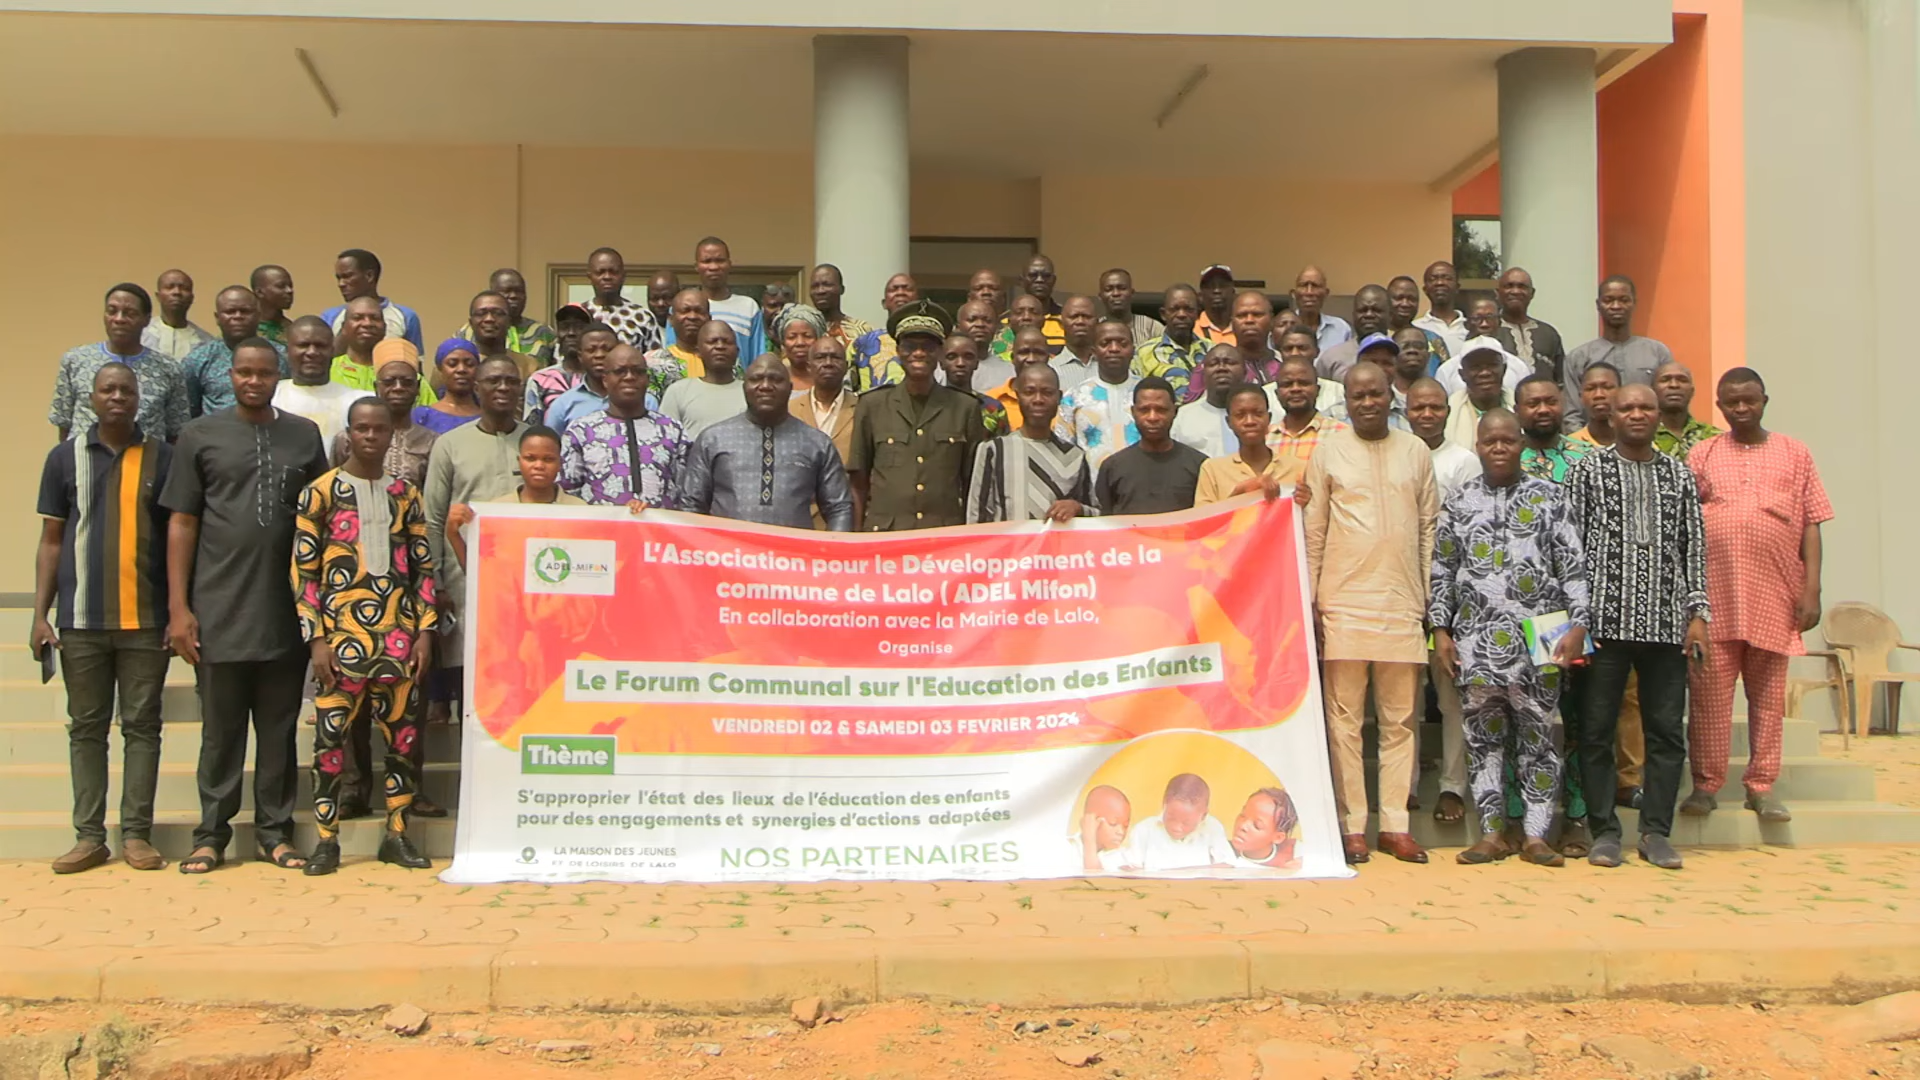 ADEL-MIFON
L'Association pour le Développement de la
commune de Lalo ( ADEL Mifon)
En collaboration avec la Mairie de Lalo,
Organise
Le Forum Communal sur l'Education des Enfants
VENDREDI 02 & SAMEDI 03 FEVRIER 2024
Thème
S'approprier l'état des lieux de l'éducation des enfants
pour des engagements et synergies d'actions adaptées
LA MAISON DES JEUNES
ET DE LOISIRS DE LALO
NOS PARTENAIRES